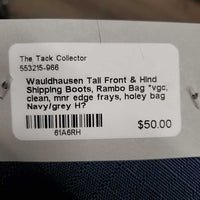 The Tack Collector
553215-966
Wauldhausen Tall Front & Hind
Shipping Boots, Rambo Bag *vgc,
clean, mnr edge frays, holey bag
Navy/grey H?
61A6RH
$50.00